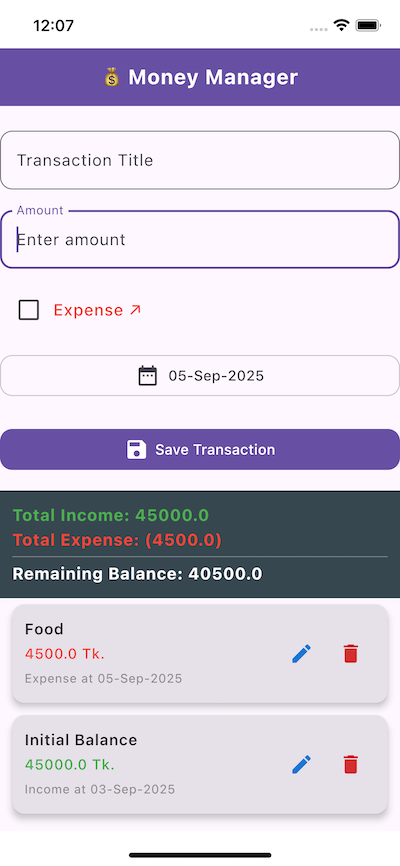 12:07
💰 Money Manager
Transaction Title
Amount
Enter amount
Expense ↗
05-Sep-2025
Save Transaction
Total Income: 45000.0
Total Expense: (4500.0)
Remaining Balance: 40500.0
Food
4500.0 Tk.
Expense at 05-Sep-2025
Initial Balance
45000.0 Tk.
Income at 03-Sep-2025